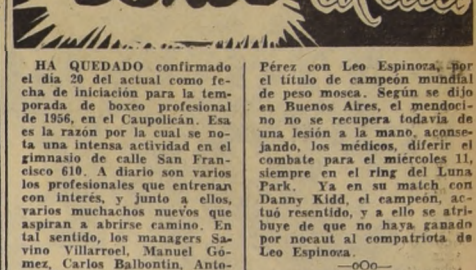 HA QUEDADO confirmado
el día 20 del actual como fe-
cha de iniciación para la tem-
porada de boxeo profesional
de 1956, en el Caupolicán. Esa
es la razón por la cual se no-
ta una intensa actividad en el
gimnasio de calle San Fran-
cisco 610. A diario son varios
los profesionales que entrenan
con interés, y junto a ellos,
varios muchachos nuevos que
aspiran a abrirse camino. En
tal sentido, los managers Sa-
vino Villarroel, Manuel Gó-
mez, Carlos Balbontín, Anto-
Pérez con Leo Espinoza, por
el título de campeón mundial
de peso mosca. Según se dijo
en Buenos Aires, el mendoci-
no no se recupera todavía de
una lesión a la mano, aconse-
jando, los médicos, diferir el
combate para el miércoles 11,
siempre en el ring del Luna
Park. Ya en su match con
Danny Kidd, el campeón, ac-
tuó resentido, y a ello se atri-
buye de que no haya ganado
por nocaut al compatriota de
Leo Espinoza.
—oOo—